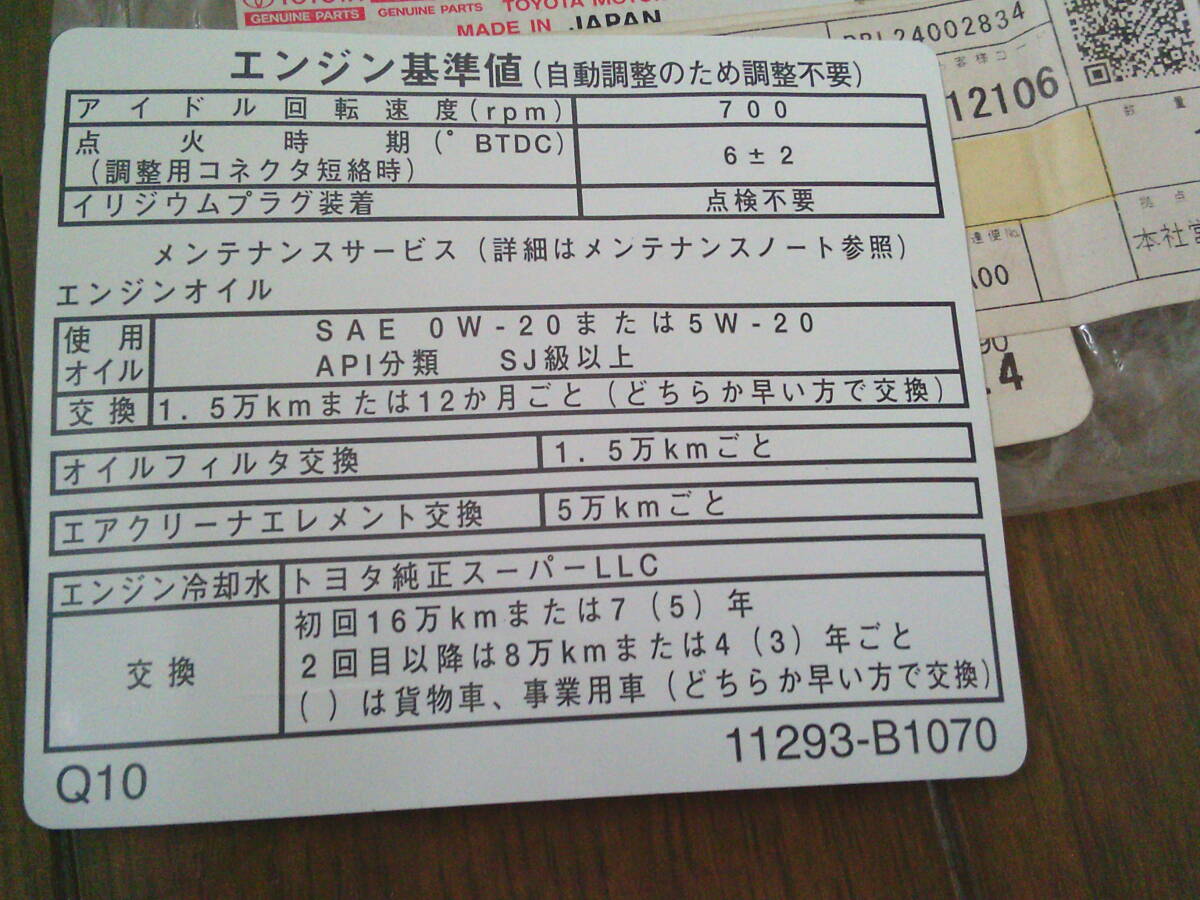 TOYOTA
GENUINE PARTS
GENUINE PARTS
TOYOTA MOTOR
MADE IN JAPAN
24002834
12106
数量
拠点
本社
エンジン基準値(自動調整のため調整不要)
アイドル回転速度(rpm) 700
点火時期(°BTDC) 6±2
(調整用コネクタ短絡時)
イリジウムプラグ装着 点検不要
メンテナンスサービス(詳細はメンテナンスノート参照)
エンジンオイル
使用オイル SAE 0W-20または5W-20
API分類 SJ級以上
交換 1.5万kmまたは12か月ごと(どちらか早い方で交換)
オイルフィルタ交換 1.5万kmごと
エアクリーナエレメント交換 5万kmごと
エンジン冷却水 トヨタ純正スーパーLLC
交換 初回16万kmまたは7(5)年
2回目以降は8万kmまたは4(3)年ごと
( )は貨物車、事業用車(どちらか早い方で交換)
11293-B1070
Q10